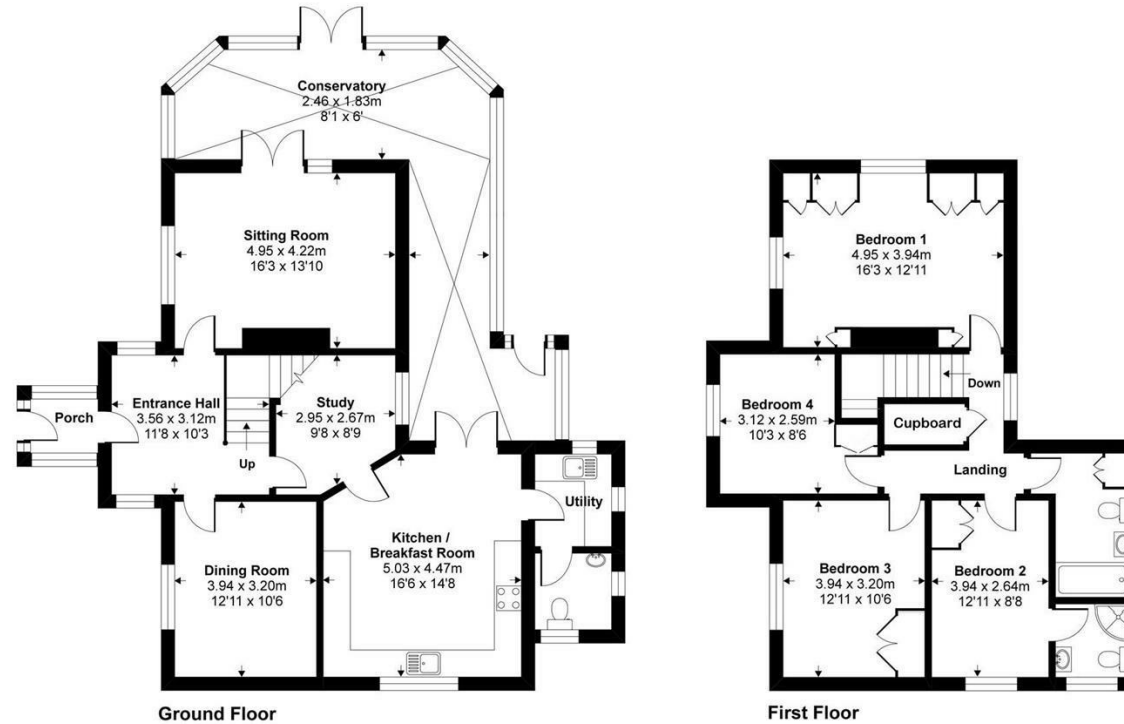 Conservatory
2.46 x 1.83m
8'1 x 6'
Sitting Room
4.95 x 4.22m
16'3 x 13'10
Porch
Entrance Hall
3.56 x 3.12m
11'8 x 10'3
Up
Study
2.95 x 2.67m
9'8 x 8'9
Dining Room
3.94 x 3.20m
12'11 x 10'6
Kitchen /
Breakfast Room
5.03 x 4.47m
16'6 x 14'8
Utility
Ground Floor
Bedroom 1
4.95 x 3.94m
16'3 x 12'11
Bedroom 4
3.12 x 2.59m
10'3 x 8'6
Down
Cupboard
Landing
Bedroom 3
3.94 x 3.20m
12'11 x 10'6
Bedroom 2
3.94 x 2.64m
12'11 x 8'8
First Floor